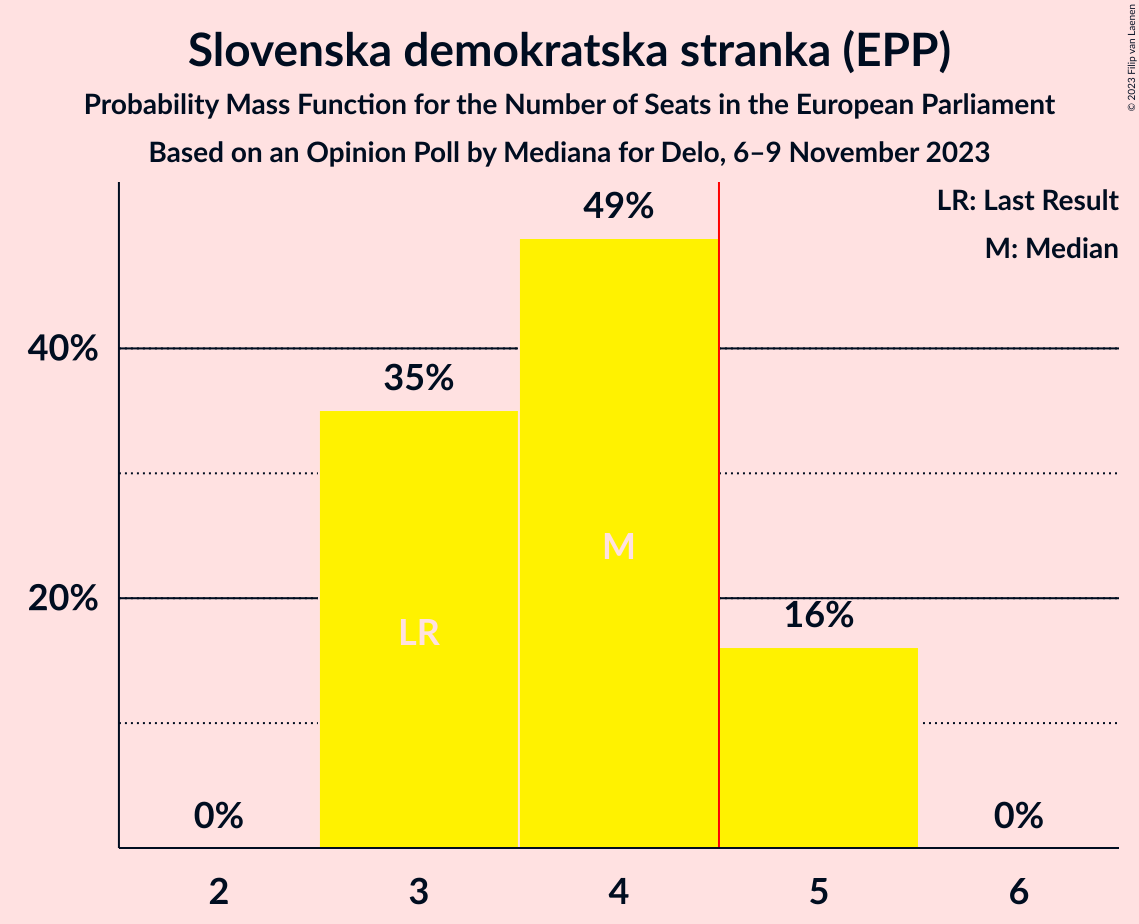 Slovenska demokratska stranka (EPP)
Probability Mass Function for the Number of Seats in the European Parliament
Based on an Opinion Poll by Mediana for Delo, 6–9 November 2023
© 2023 Filip van Laenen
LR: Last Result
M: Median
49%
40%
35%
M
20%
16%
LR
0%
0%
2 3 4 5 6